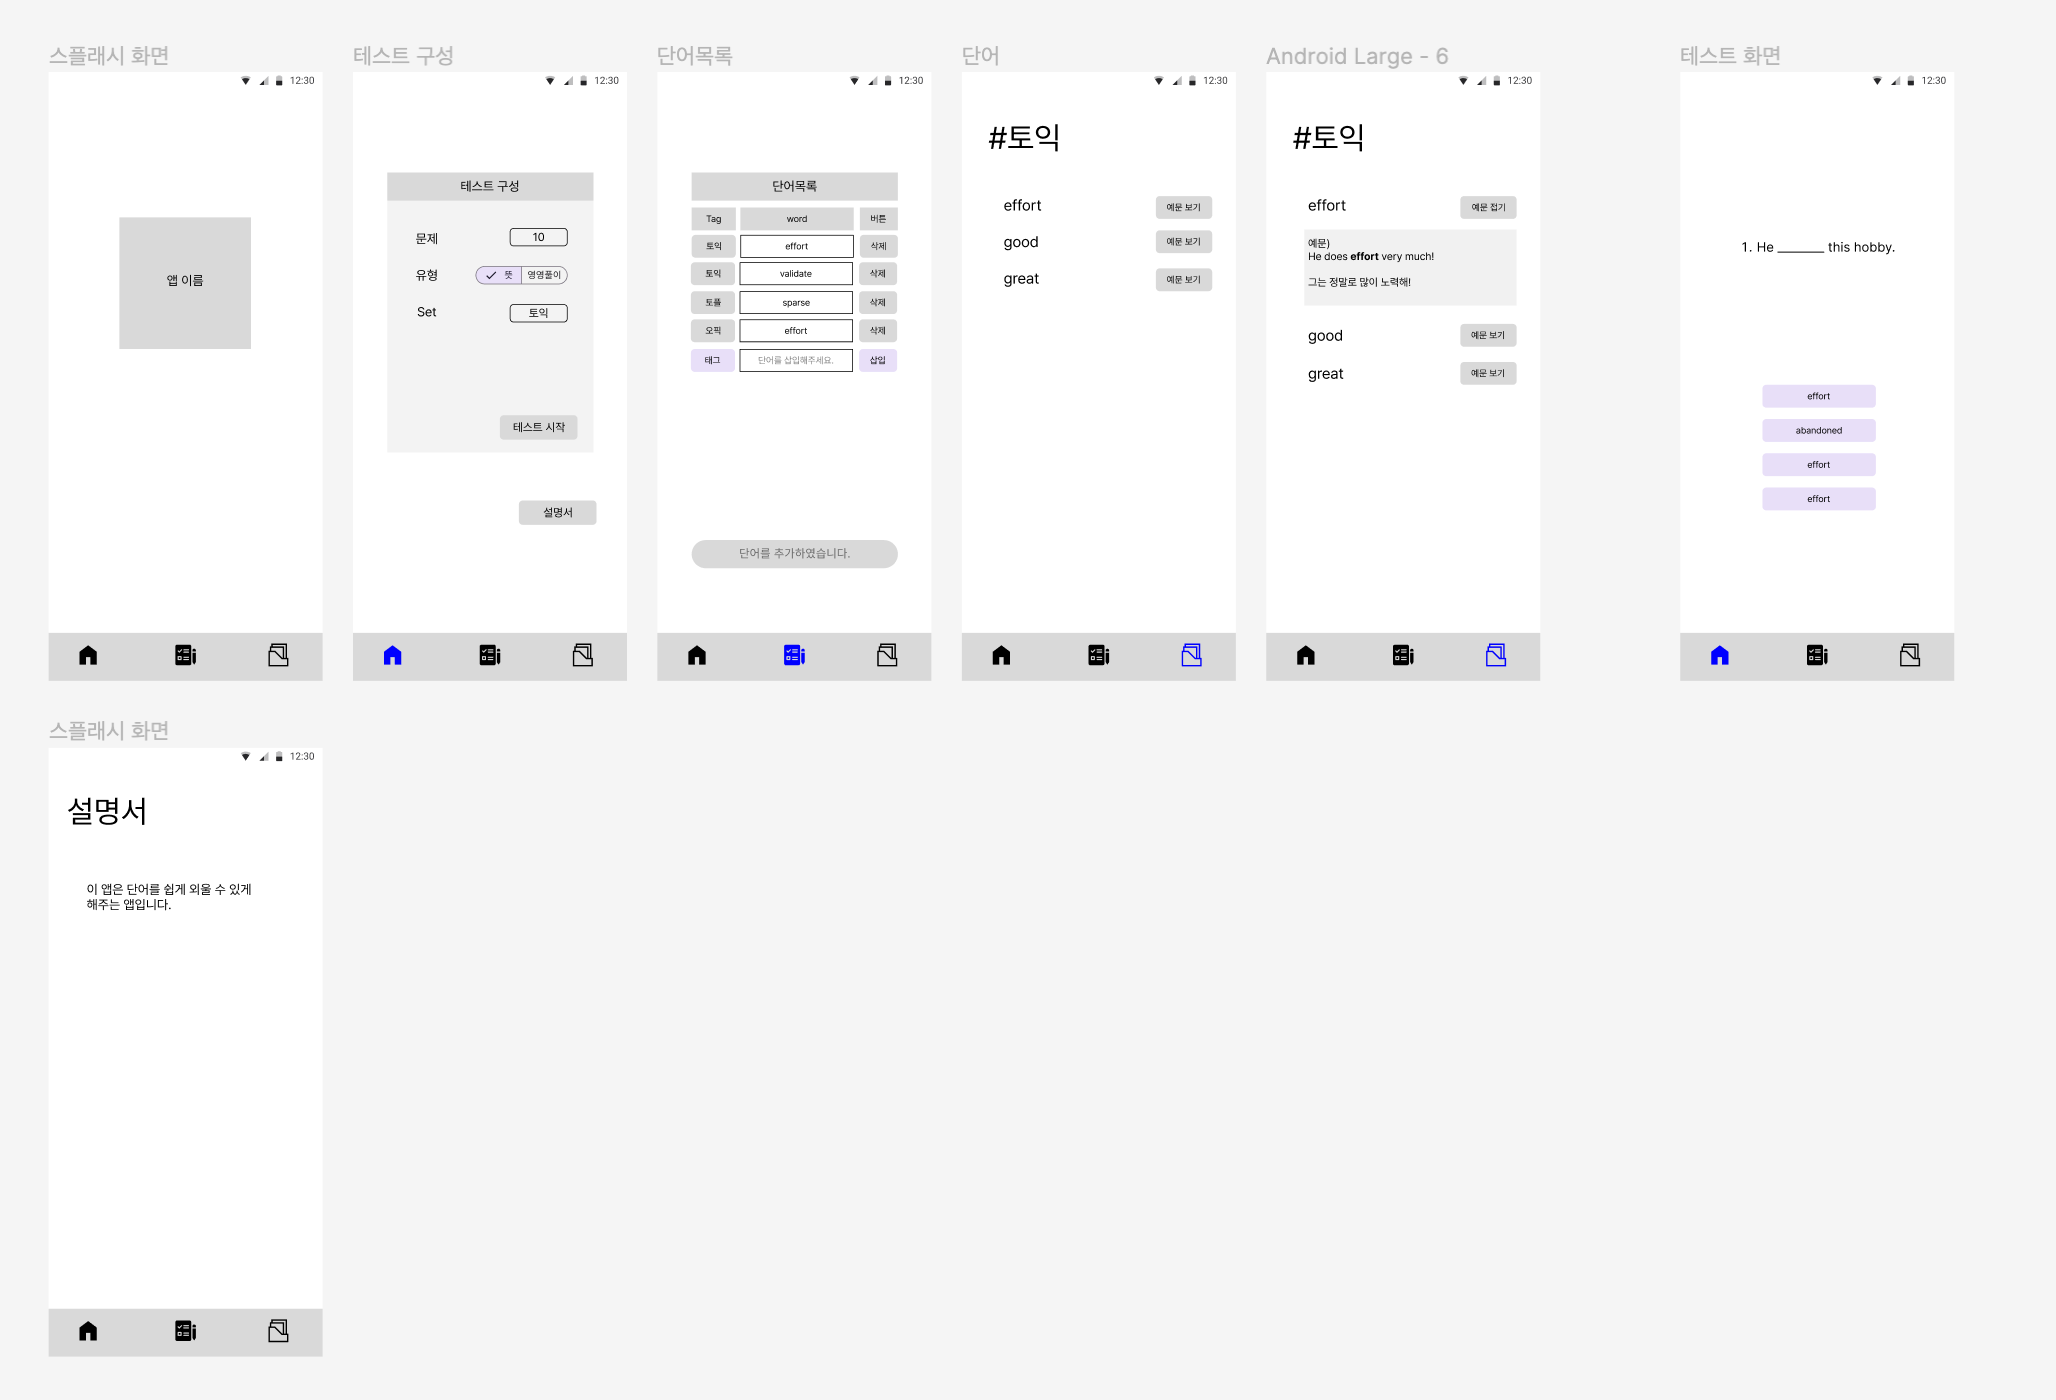 스플래시 화면
12:30
앱 이름
테스트 구성
12:30
테스트 구성
문제
10
유형
뜻
영영풀이
Set
토익
테스트 시작
설명서
단어목록
12:30
단어목록
Tag
word
버튼
토익
effort
삭제
토익
validate
삭제
토플
sparse
삭제
오픽
effort
삭제
태그
단어를 삽입해주세요.
삽입
단어를 추가하였습니다.
단어
12:30
#토익
effort
예문 보기
good
예문 보기
great
예문 보기
Android Large - 6
12:30
#토익
effort
예문 접기
예문)
He does effort very much!
그는 정말로 많이 노력해!
good
예문 보기
great
예문 보기
테스트 화면
12:30
1. He _______ this hobby.
effort
abandoned
effort
effort
스플래시 화면
12:30
설명서
이 앱은 단어를 쉽게 외울 수 있게
해주는 앱입니다.